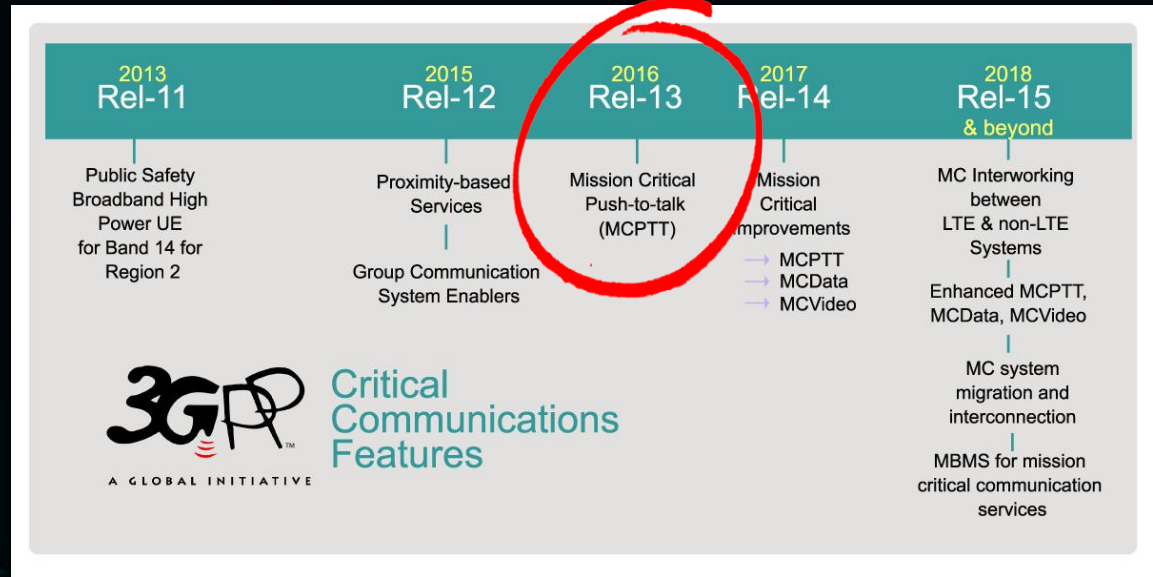 2013
Rel-11
Public Safety
Broadband High
Power UE
for Band 14 for
Region 2
2015
Rel-12
Proximity-based
Services
Group Communication
System Enablers
2016
Rel-13
Mission Critical
Push-to-talk
(MCPTT)
2017
Rel-14
Mission
Critical
Improvements
→ MCPTT
→ MCData
→ MCVideo
2018
Rel-15
& beyond
MC Interworking
between
LTE & non-LTE
Systems
Enhanced MCPTT,
MCData, MCVideo
MC system
migration and
interconnection
MBMS for mission
critical communication
services
3GPP™
A GLOBAL INITIATIVE
Critical
Communications
Features